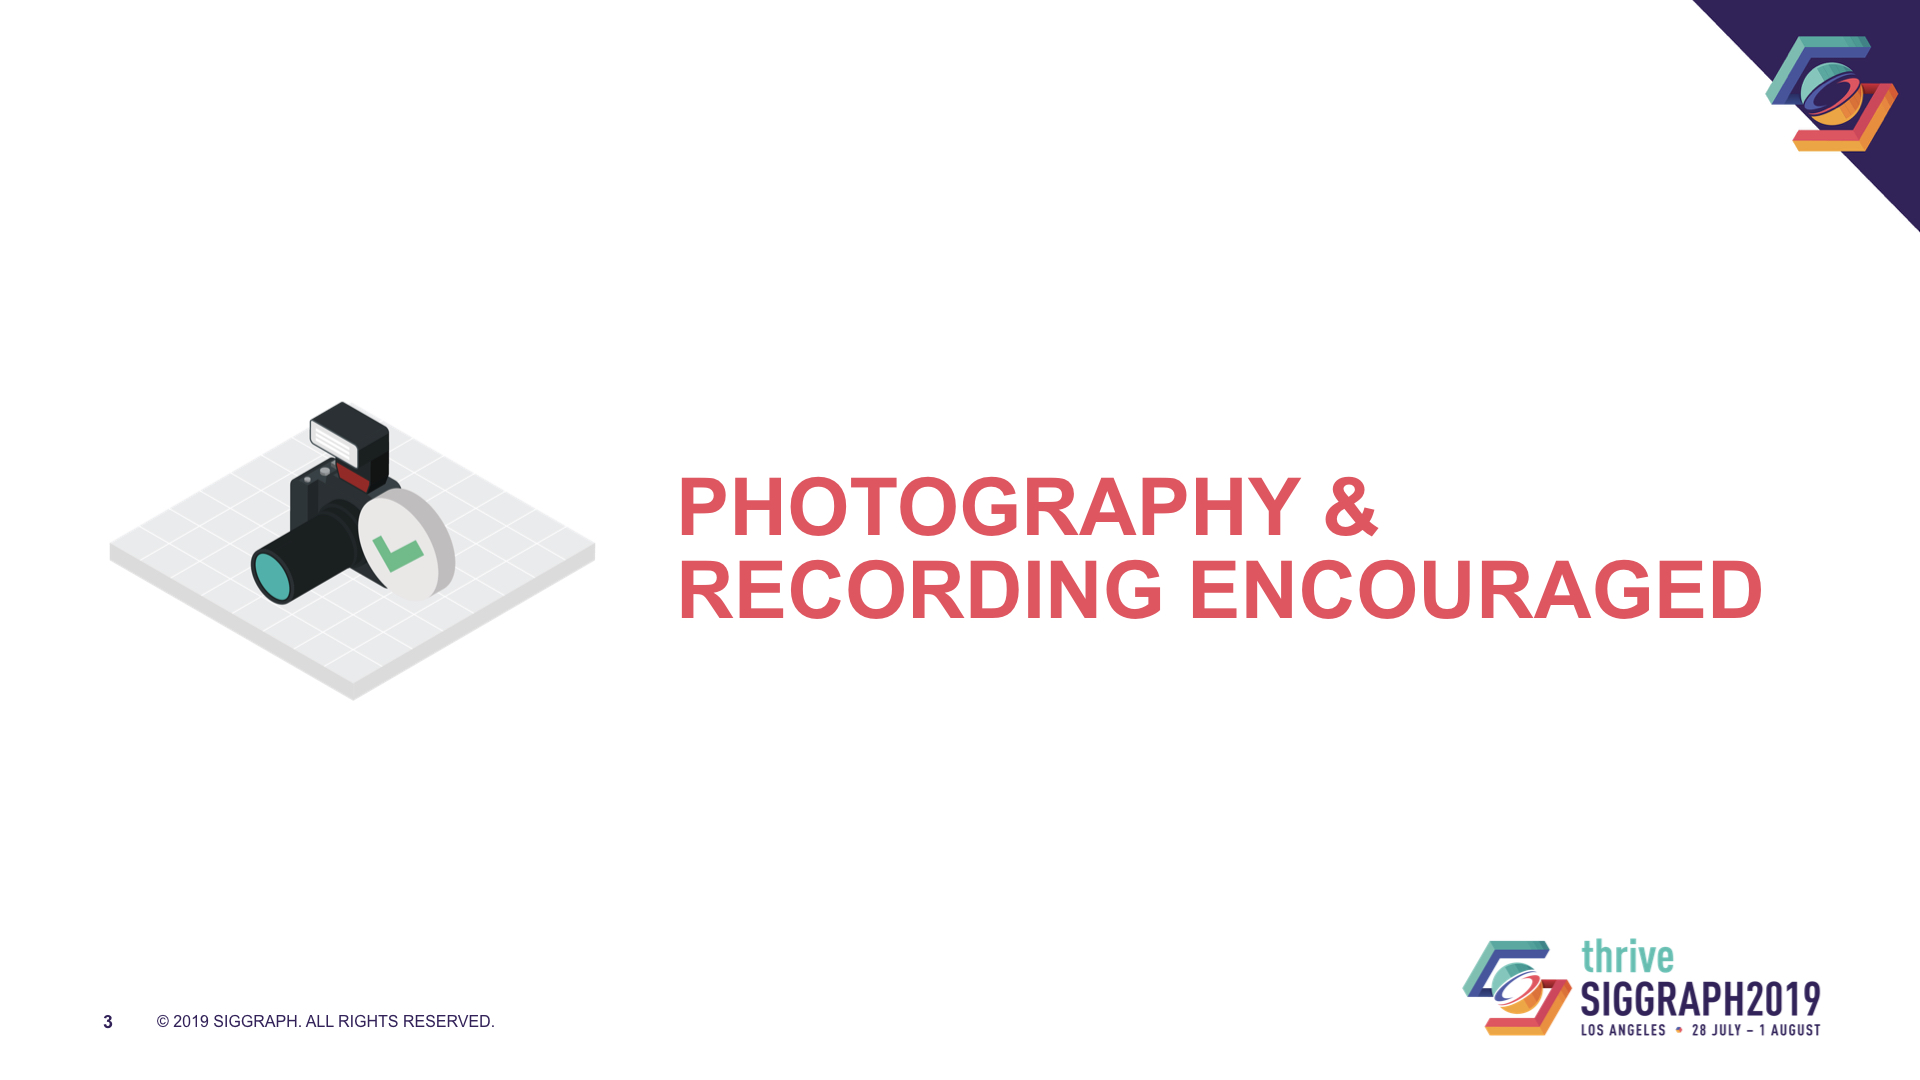 PHOTOGRAPHY &
RECORDING ENCOURAGED
3
© 2019 SIGGRAPH. ALL RIGHTS RESERVED.
thrive
SIGGRAPH2019
LOS ANGELES • 28 JULY – 1 AUGUST